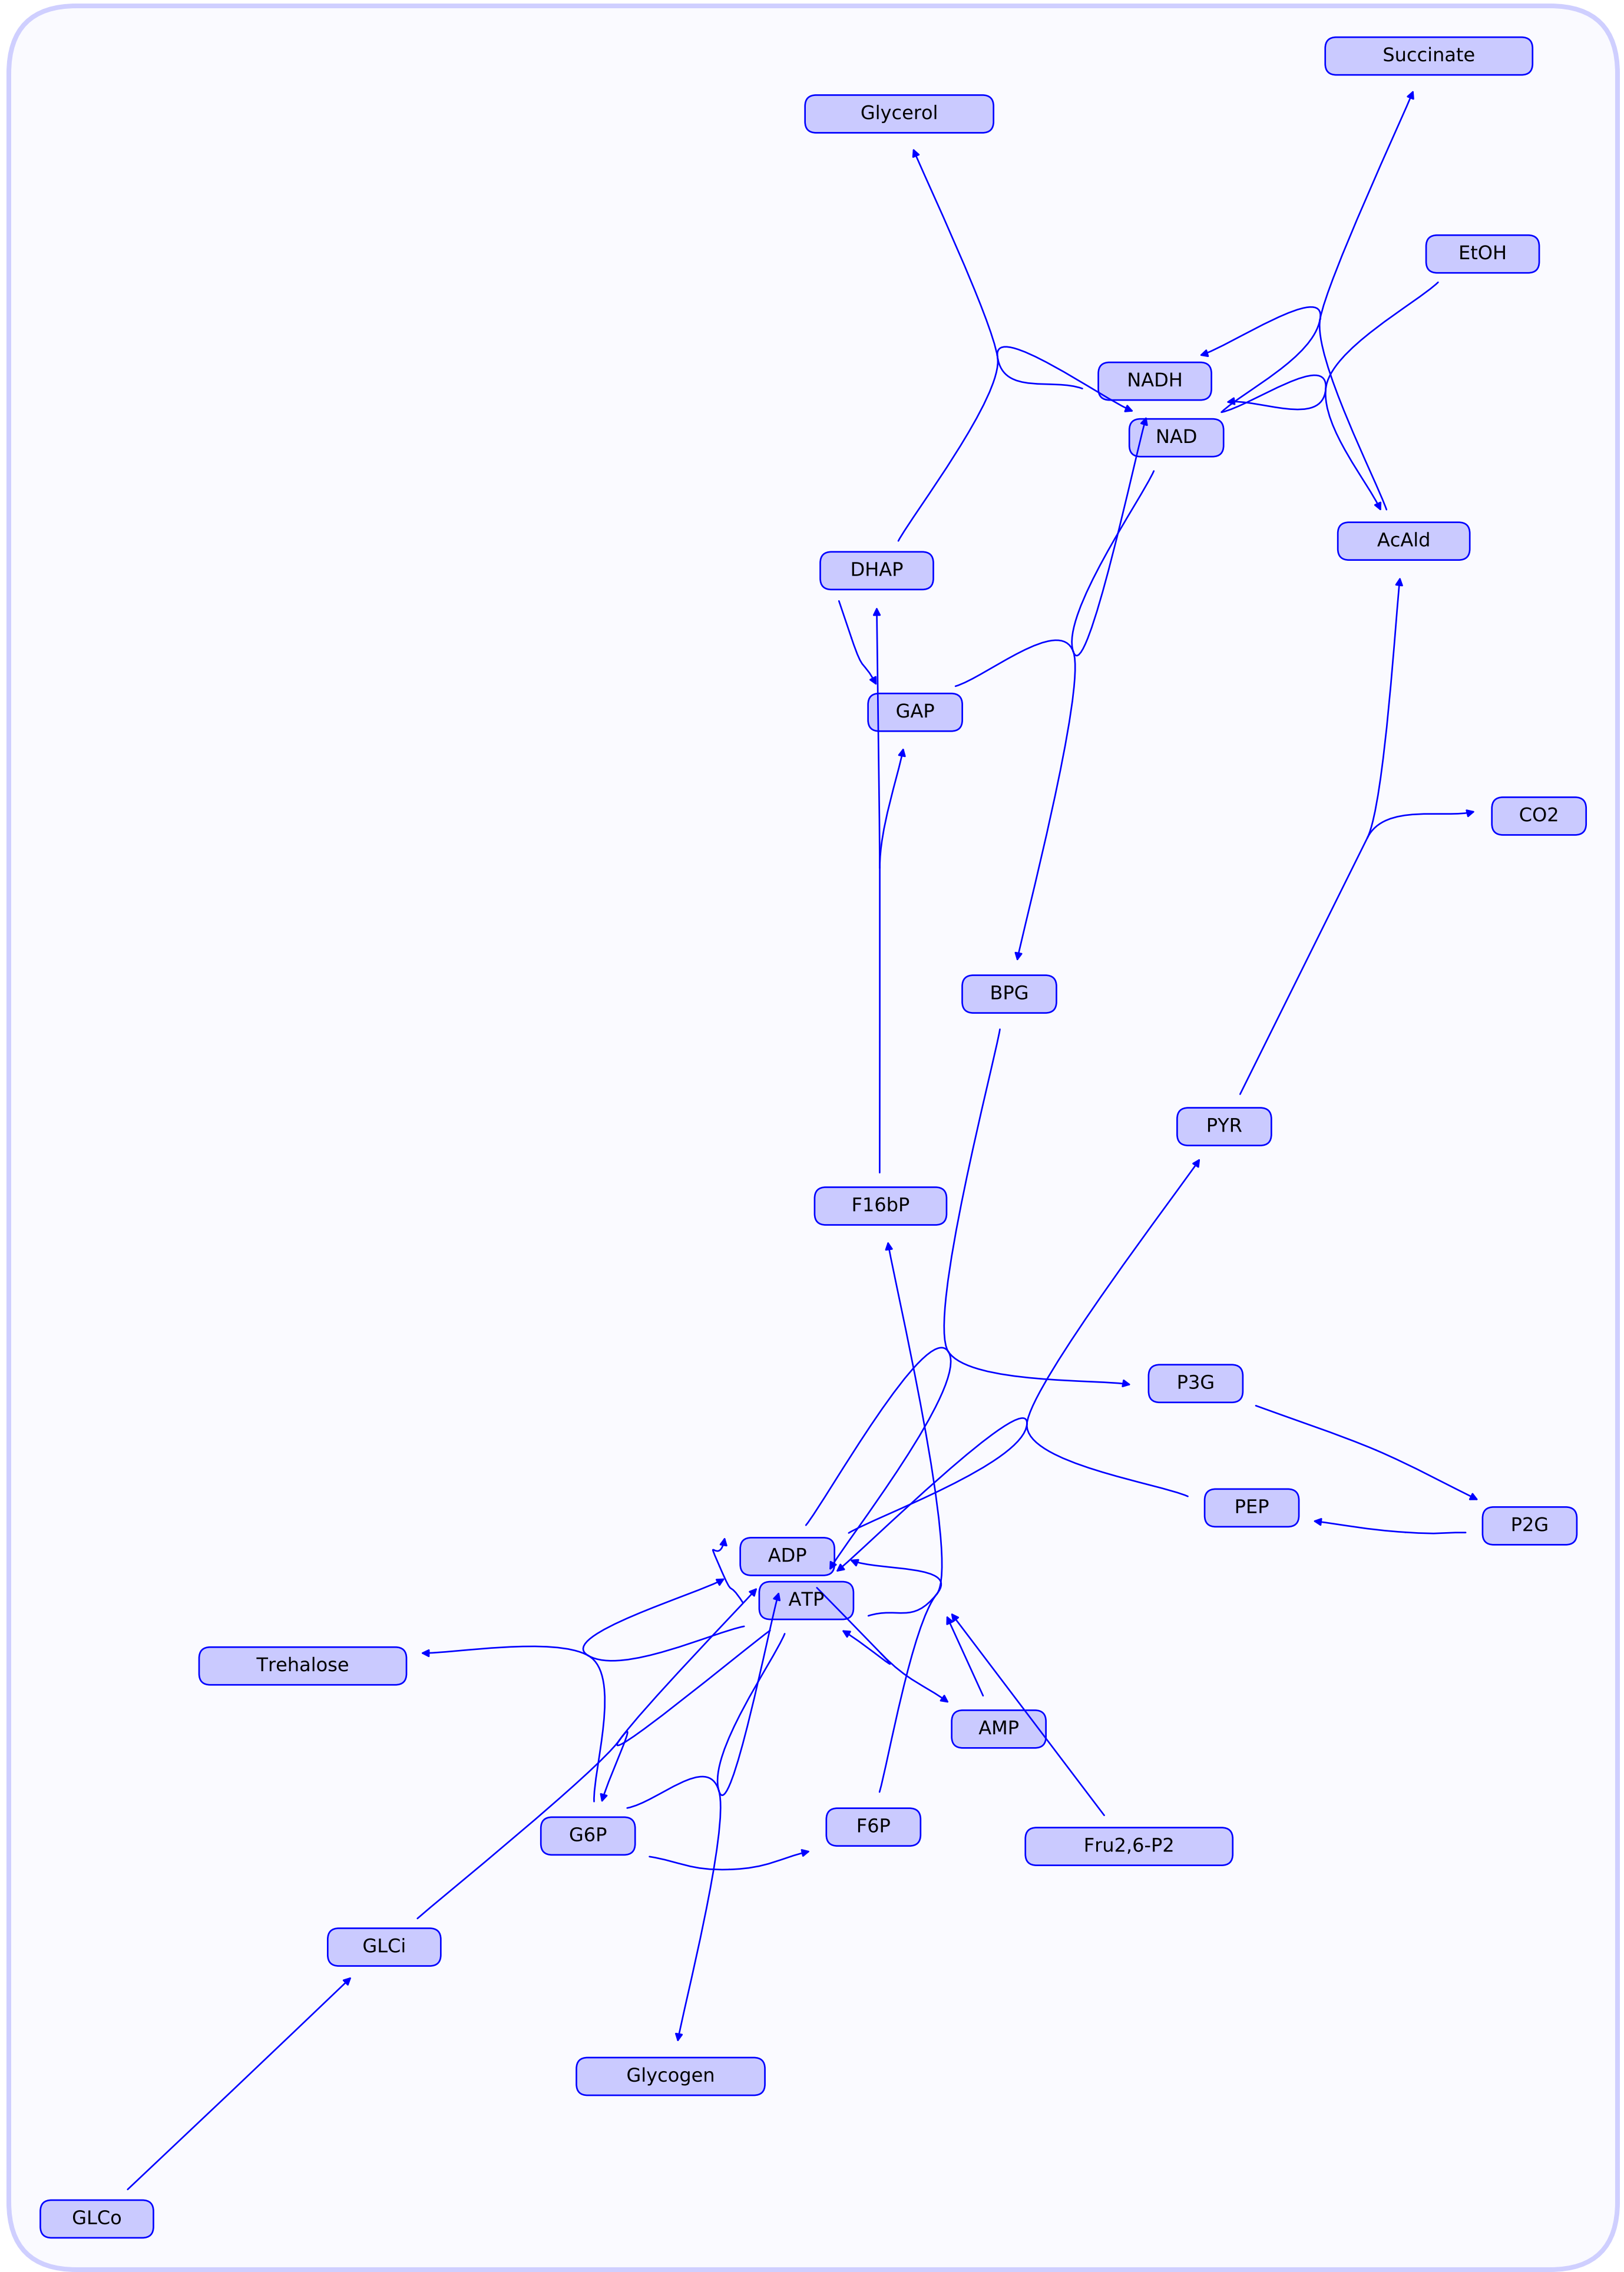 Succinate
Glycerol
EtOH
NADH
NAD
AcAld
DHAP
GAP
CO2
BPG
PYR
F16bP
P3G
PEP
P2G
ADP
ATP
Trehalose
AMP
F6P
G6P
Fru2,6-P2
GLCi
Glycogen
GLCo